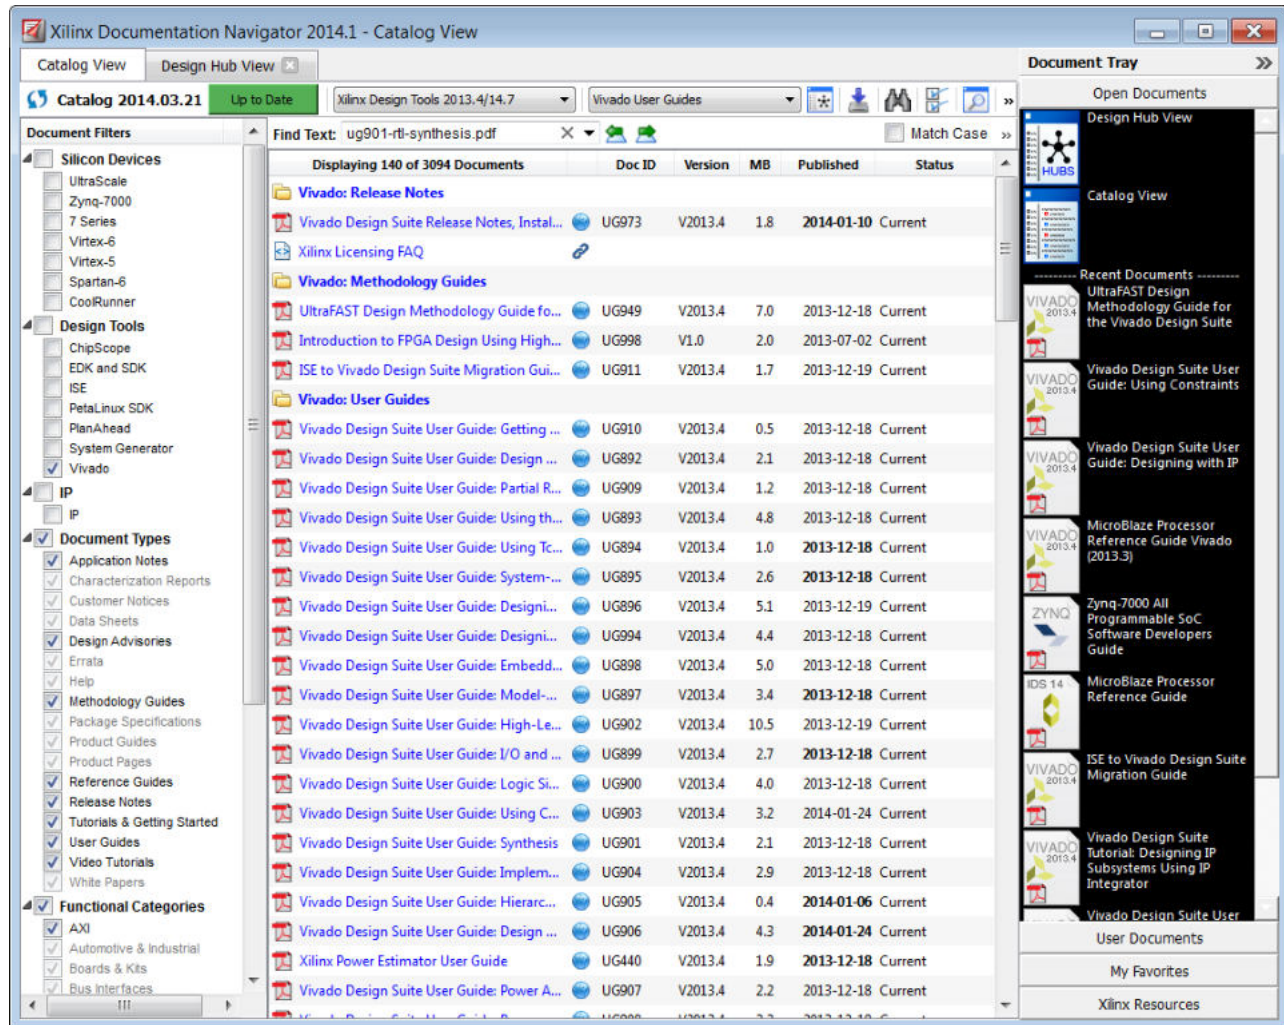 Xilinx Documentation Navigator 2014.1 - Catalog View
Catalog View
Design Hub View
Catalog 2014.03.21
Up to Date
Xilinx Design Tools 2013.4/14.7
Vivado User Guides
Document Filters
Silicon Devices
UltraScale
Zynq-7000
7 Series
Virtex-6
Virtex-5
Spartan-6
CoolRunner
Design Tools
ChipScope
EDK and SDK
ISE
PetaLinux SDK
PlanAhead
System Generator
Vivado
IP
IP
Document Types
Application Notes
Characterization Reports
Customer Notices
Data Sheets
Design Advisories
Errata
Help
Methodology Guides
Package Specifications
Product Guides
Product Pages
Reference Guides
Release Notes
Tutorials & Getting Started
User Guides
Video Tutorials
White Papers
Functional Categories
AXI
Automotive & Industrial
Boards & Kits
Bus Interfaces
Find Text: ug901-rtl-synthesis.pdf
Match Case
Displaying 140 of 3094 Documents Doc ID Version MB Published Status
Vivado: Release Notes
Vivado Design Suite Release Notes, Instal... UG973 V2013.4 1.8 2014-01-10 Current
Xilinx Licensing FAQ
Vivado: Methodology Guides
UltraFAST Design Methodology Guide fo... UG949 V2013.4 7.0 2013-12-18 Current
Introduction to FPGA Design Using High... UG998 V1.0 2.0 2013-07-02 Current
ISE to Vivado Design Suite Migration Gui... UG911 V2013.4 1.7 2013-12-19 Current
Vivado: User Guides
Vivado Design Suite User Guide: Getting ... UG910 V2013.4 0.5 2013-12-18 Current
Vivado Design Suite User Guide: Design ... UG892 V2013.4 2.1 2013-12-18 Current
Vivado Design Suite User Guide: Partial R... UG909 V2013.4 1.2 2013-12-18 Current
Vivado Design Suite User Guide: Using th... UG893 V2013.4 4.8 2013-12-18 Current
Vivado Design Suite User Guide: Using Tc... UG894 V2013.4 1.0 2013-12-18 Current
Vivado Design Suite User Guide: System-... UG895 V2013.4 2.6 2013-12-18 Current
Vivado Design Suite User Guide: Designi... UG896 V2013.4 5.1 2013-12-19 Current
Vivado Design Suite User Guide: Designi... UG994 V2013.4 4.4 2013-12-18 Current
Vivado Design Suite User Guide: Embedd... UG898 V2013.4 5.0 2013-12-18 Current
Vivado Design Suite User Guide: Model-... UG897 V2013.4 3.4 2013-12-18 Current
Vivado Design Suite User Guide: High-Le... UG902 V2013.4 10.5 2013-12-19 Current
Vivado Design Suite User Guide: I/O and ... UG899 V2013.4 2.7 2013-12-18 Current
Vivado Design Suite User Guide: Logic Si... UG900 V2013.4 4.0 2013-12-18 Current
Vivado Design Suite User Guide: Using C... UG903 V2013.4 3.2 2014-01-24 Current
Vivado Design Suite User Guide: Synthesis UG901 V2013.4 2.1 2013-12-18 Current
Vivado Design Suite User Guide: Implem... UG904 V2013.4 2.9 2013-12-18 Current
Vivado Design Suite User Guide: Hierarc... UG905 V2013.4 0.4 2014-01-06 Current
Vivado Design Suite User Guide: Design ... UG906 V2013.4 4.3 2014-01-24 Current
Xilinx Power Estimator User Guide UG440 V2013.4 1.9 2013-12-18 Current
Vivado Design Suite User Guide: Power A... UG907 V2013.4 2.2 2013-12-18 Current
Document Tray
Open Documents
Design Hub View
HUBS
Catalog View
--------- Recent Documents ---------
VIVADO 2013.4
UltraFAST Design
Methodology Guide for
the Vivado Design Suite
VIVADO 2013.4
Vivado Design Suite User
Guide: Using Constraints
VIVADO 2013.4
Vivado Design Suite User
Guide: Designing with IP
VIVADO 2013.4
MicroBlaze Processor
Reference Guide Vivado
(2013.3)
ZYNQ
Zynq-7000 All
Programmable SoC
Software Developers
Guide
IDS 14
MicroBlaze Processor
Reference Guide
VIVADO 2013.4
ISE to Vivado Design Suite
Migration Guide
VIVADO 2013.4
Vivado Design Suite
Tutorial: Designing IP
Subsystems Using IP
Integrator
Vivado Design Suite User
User Documents
My Favorites
Xilinx Resources